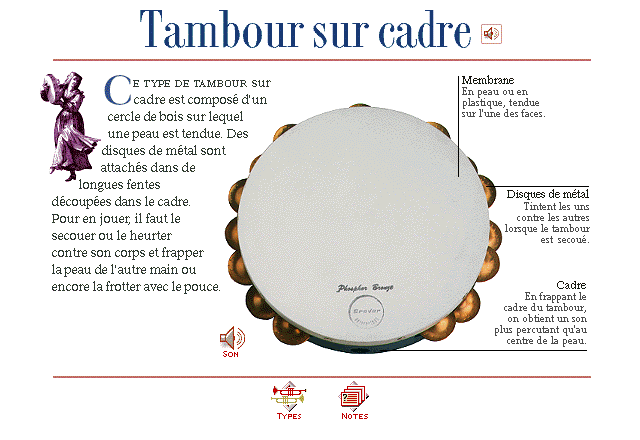 Tambour sur cadre
CE TYPE DE TAMBOUR sur
cadre est composé d'un
cercle de bois sur lequel
une peau est tendue. Des
disques de métal sont
attachés dans de
longues fentes
découpées dans le cadre.
Pour en jouer, il faut le
secouer ou le heurter
contre son corps et frapper
la peau de l'autre main ou
encore la frotter avec le pouce.
Membrane
En peau ou en
plastique, tendue
sur l'une des faces.
Disques de métal
Tintent les uns
contre les autres
lorsque le tambour
est secoué.
Phosphor Bronze
Grover
Cadre
En frappant le
cadre du tambour,
on obtient un son
plus percutant qu'au
centre de la peau.
SON
TYPES
NOTES